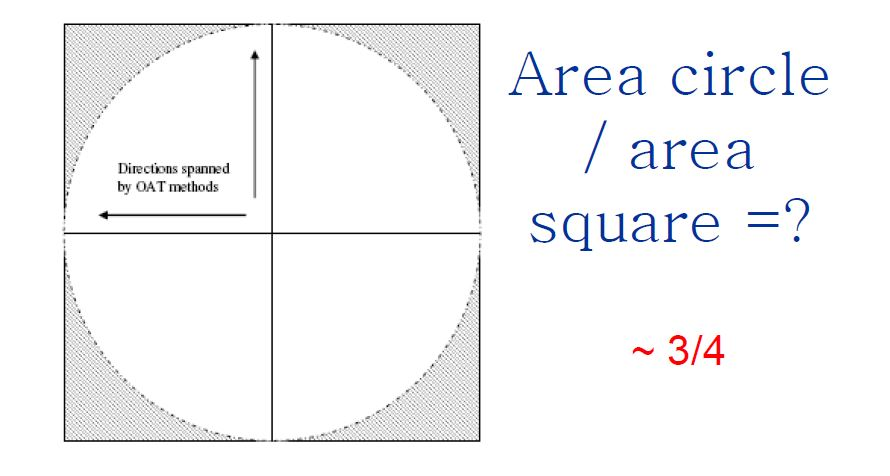 Directions spanned
by OAT methods
Area circle
/ area
square =?
~ 3/4